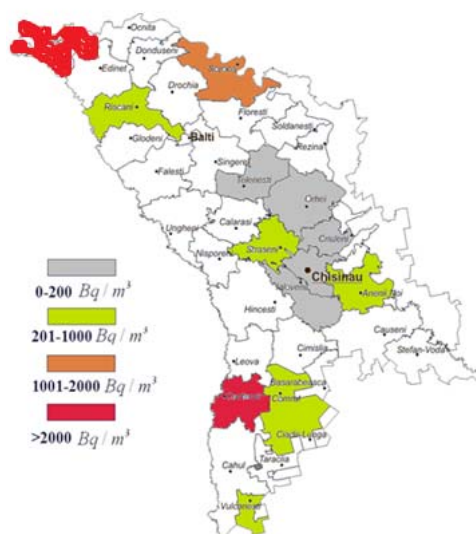 Ocnita
Donduseni
Edinet
Soroca
Drochia
Riscani
Floresti
Soldanesti
Balti
Glodeni
Rezina
Singerei
Falesti
Telenesti
Orhei
Calarasi
Criuleni
Ungheni
Straseni
Nisporeni
Chisinau
Ialoveni
Anenii Noi
0-200 Bq / m³
Hincesti
Causeni
201-1000 Bq / m³
Stefan-Voda
Cimislia
Leova
Basarabeasca
1001-2000 Bq / m³
Comrat
Ciadir-Lunga
>2000 Bq / m³
Taraclia
Cahul
Vulcanesti